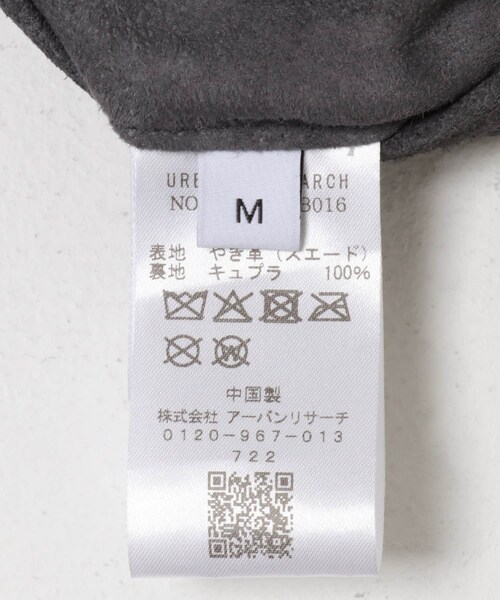 M
URB ARCH
NO 3016
表地 やぎ革（スエード）
裏地 キュプラ 100%
W
中国製
株式会社 アーバンリサーチ
0120-967-013
722